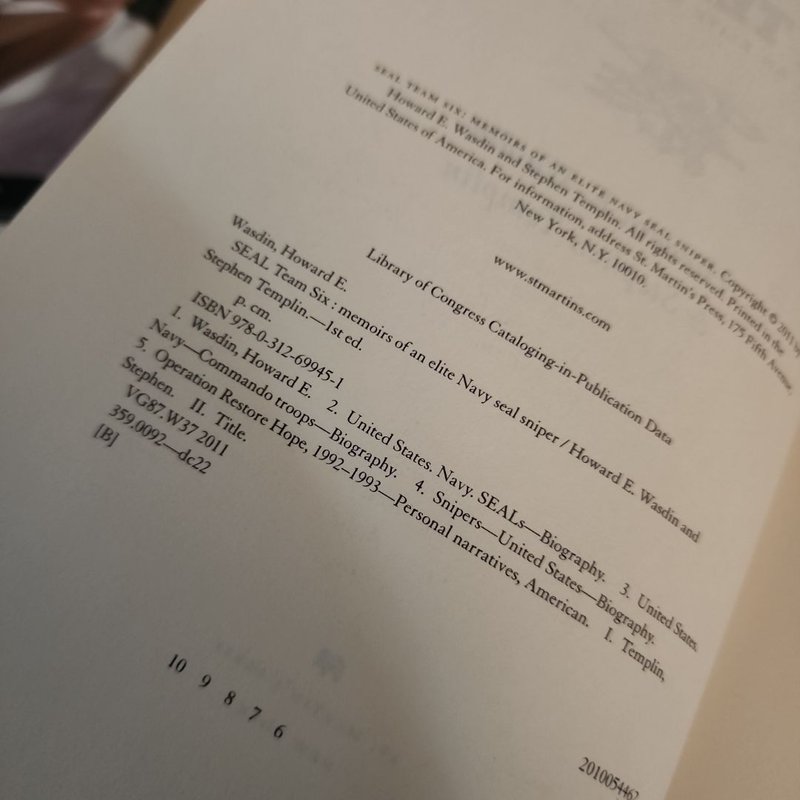 SEAL TEAM SIX: MEMOIRS OF AN ELITE NAVY SEAL SNIPER. Copyright © 2011 by
Howard E. Wasdin and Stephen Templin. All rights reserved. Printed in the
United States of America. For information, address St. Martin's Press, 175 Fifth Avenue,
New York, N.Y. 10010.
www.stmartins.com
Library of Congress Cataloging-in-Publication Data
Wasdin, Howard E.
SEAL Team Six : memoirs of an elite Navy seal sniper / Howard E. Wasdin and
Stephen Templin.—1st ed.
p. cm.
ISBN 978-0-312-69945-1
1. Wasdin, Howard E. 2. United States. Navy. SEALs—Biography. 3. United States.
Navy—Commando troops—Biography. 4. Snipers—United States—Biography.
5. Operation Restore Hope, 1992–1993—Personal narratives, American. I. Templin,
Stephen. II. Title.
VG87.W37 2011
359.0092—dc22
[B]
2010054462
10 9 8 7 6